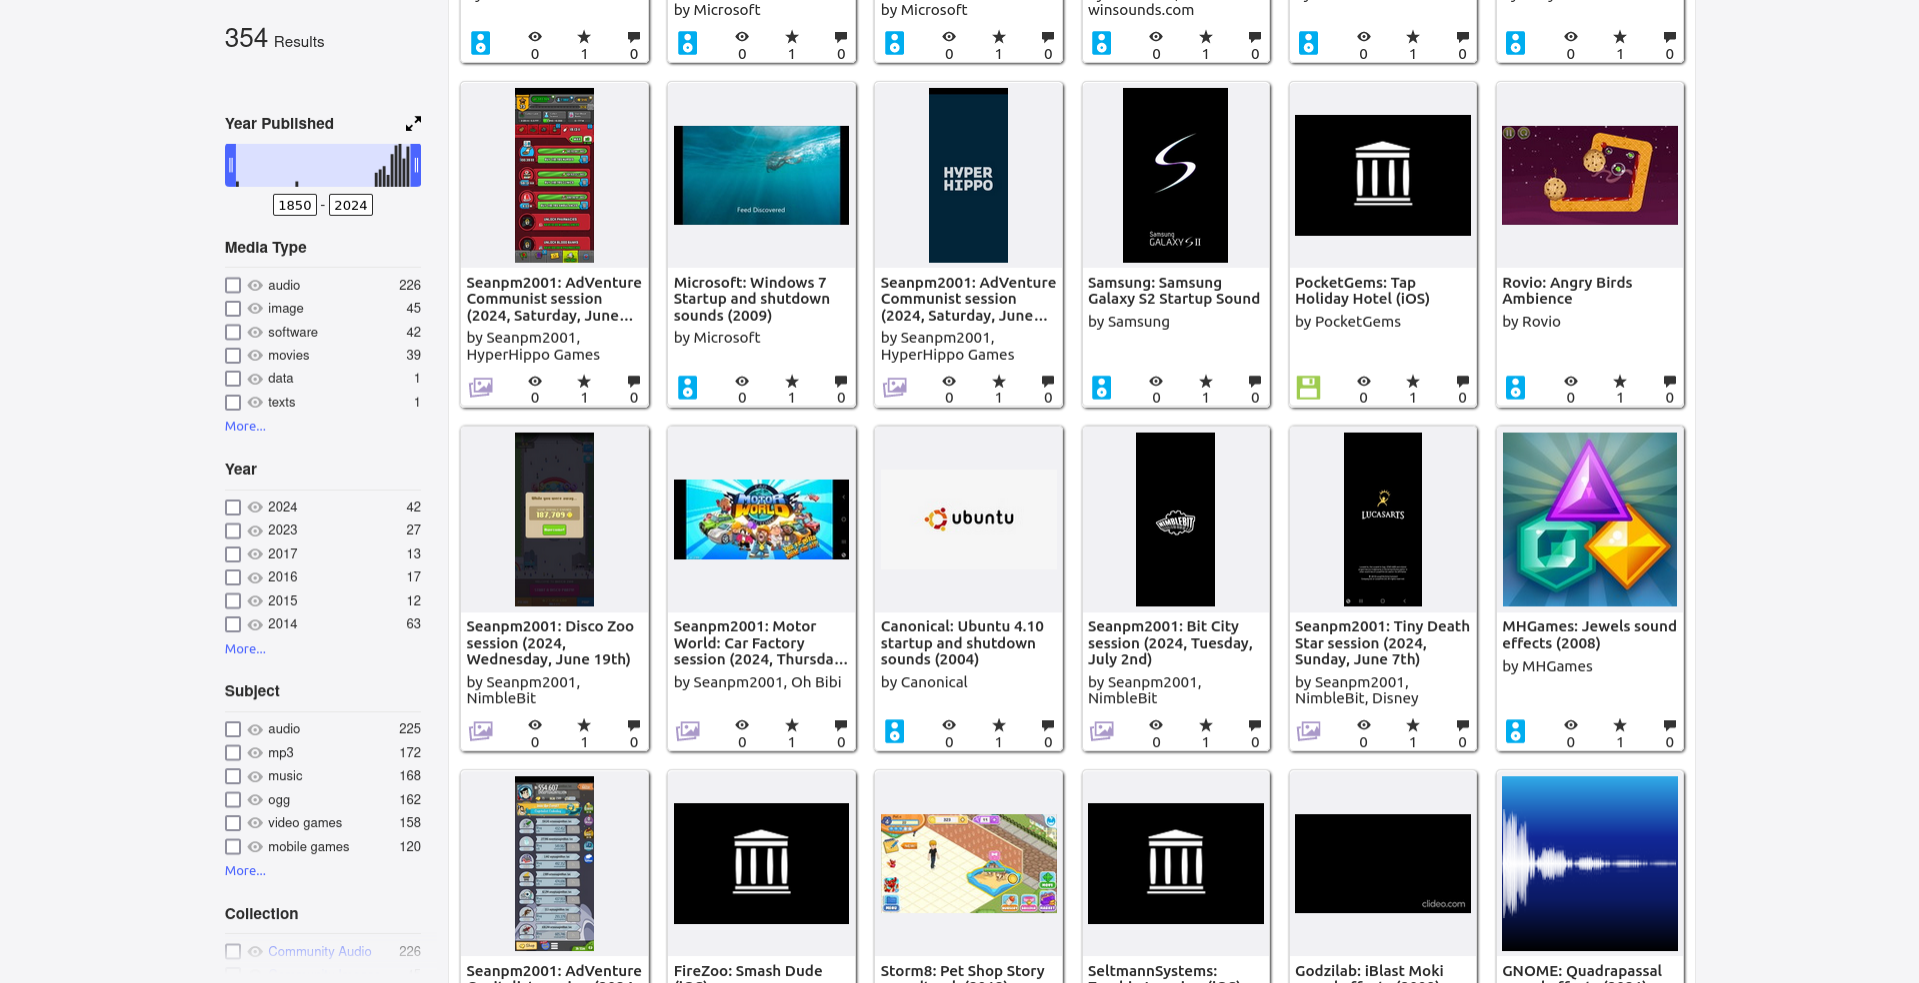 354 Results
Year Published
1850 - 2024
Media Type
audio 226
image 45
software 42
movies 39
data 1
texts 1
More...
Year
2024 42
2023 27
2017 13
2016 17
2015 12
2014 63
More...
Subject
audio 225
mp3 172
music 168
ogg 162
video games 158
mobile games 120
More...
Collection
Community Audio 226
by Microsoft
by Microsoft
winsounds.com
0 1 0
0 1 0
0 1 0
0 1 0
0 1 0
0 1 0
Seanpm2001: AdVenture
Communist session
(2024, Saturday, June...
by Seanpm2001,
HyperHippo Games
0 1 0
Feed Discovered
Microsoft: Windows 7
Startup and shutdown
sounds (2009)
by Microsoft
0 1 0
HYPER
HIPPO
Seanpm2001: AdVenture
Communist session
(2024, Saturday, June...
by Seanpm2001,
HyperHippo Games
0 1 0
S
Samsung
GALAXY S II
Samsung: Samsung
Galaxy S2 Startup Sound
by Samsung
0 1 0
PocketGems: Tap
Holiday Hotel (iOS)
by PocketGems
0 1 0
Rovio: Angry Birds
Ambience
by Rovio
0 1 0
While you were away...
187,709
Seanpm2001: Disco Zoo
session (2024,
Wednesday, June 19th)
by Seanpm2001,
NimbleBit
0 1 0
MOTOR
WORLD
Seanpm2001: Motor
World: Car Factory
session (2024, Thursda...
by Seanpm2001, Oh Bibi
0 1 0
ubuntu
Canonical: Ubuntu 4.10
startup and shutdown
sounds (2004)
by Canonical
0 1 0
NIMBLEBIT
Seanpm2001: Bit City
session (2024, Tuesday,
July 2nd)
by Seanpm2001,
NimbleBit
0 1 0
LUCASARTS
Seanpm2001: Tiny Death
Star session (2024,
Sunday, June 7th)
by Seanpm2001,
NimbleBit, Disney
0 1 0
MHGames: Jewels sound
effects (2008)
by MHGames
0 1 0
Seanpm2001: AdVenture
FireZoo: Smash Dude
Storm8: Pet Shop Story
SeltmannSystems:
clideo.com
Godzilab: iBlast Moki
GNOME: Quadrapassal